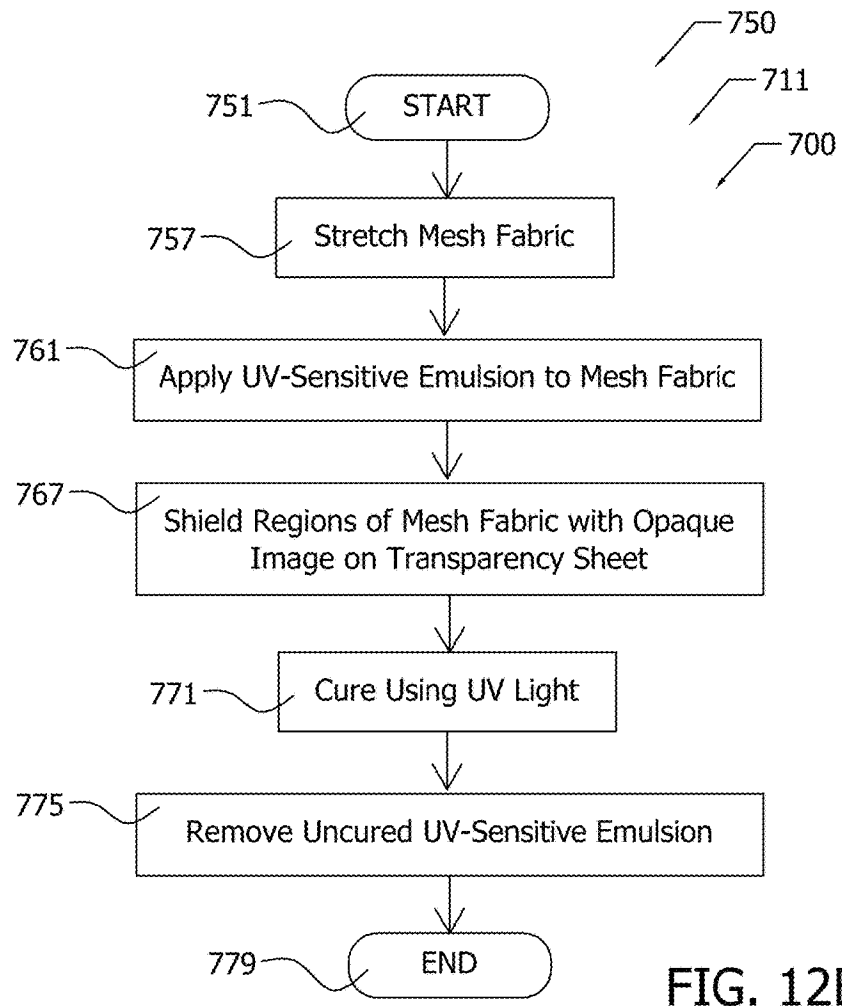 750
711
700
751
START
757
Stretch Mesh Fabric
761
Apply UV-Sensitive Emulsion to Mesh Fabric
767
Shield Regions of Mesh Fabric with Opaque
Image on Transparency Sheet
771
Cure Using UV Light
775
Remove Uncured UV-Sensitive Emulsion
779
END
FIG.